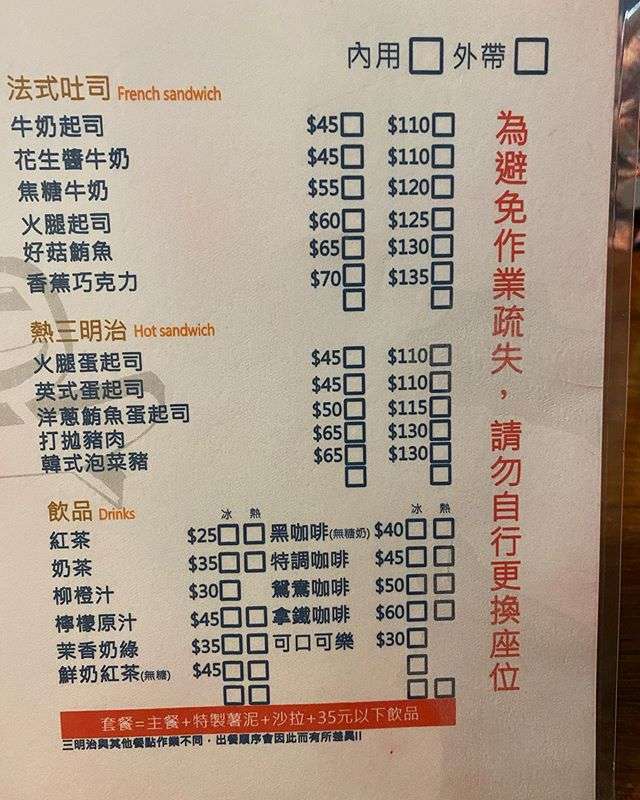 內用 □ 外帶 □
法式吐司 French sandwich
牛奶起司 $45 □ $110 □
花生醬牛奶 $45 □ $110 □
焦糖牛奶 $55 □ $120 □
火腿起司 $60 □ $125 □
好菇鮪魚 $65 □ $130 □
香蕉巧克力 $70 □ $135 □
□ □
熱三明治 Hot sandwich
火腿蛋起司 $45 □ $110 □
英式蛋起司 $45 □ $110 □
洋蔥鮪魚蛋起司 $50 □ $115 □
打拋豬肉 $65 □ $130 □
韓式泡菜豬 $65 □ $130 □
□ □
飲品 Drinks 冰 熱 冰 熱
紅茶 $25 □ □ 黑咖啡(無糖奶) $40 □ □
奶茶 $35 □ □ 特調咖啡 $45 □ □
柳橙汁 $30 □ 鴛鴦咖啡 $50 □ □
檸檬原汁 $45 □ □ 拿鐵咖啡 $60 □ □
茉香奶綠 $35 □ □ 可口可樂 $30 □
鮮奶紅茶(無糖) $45 □ □ □
□ □ □ □
套餐=主餐+特製薯泥+沙拉+35元以下飲品
三明治與其他餐點作業不同，出餐順序會因此而有所差異!!
為避免作業疏失，請勿自行更換座位